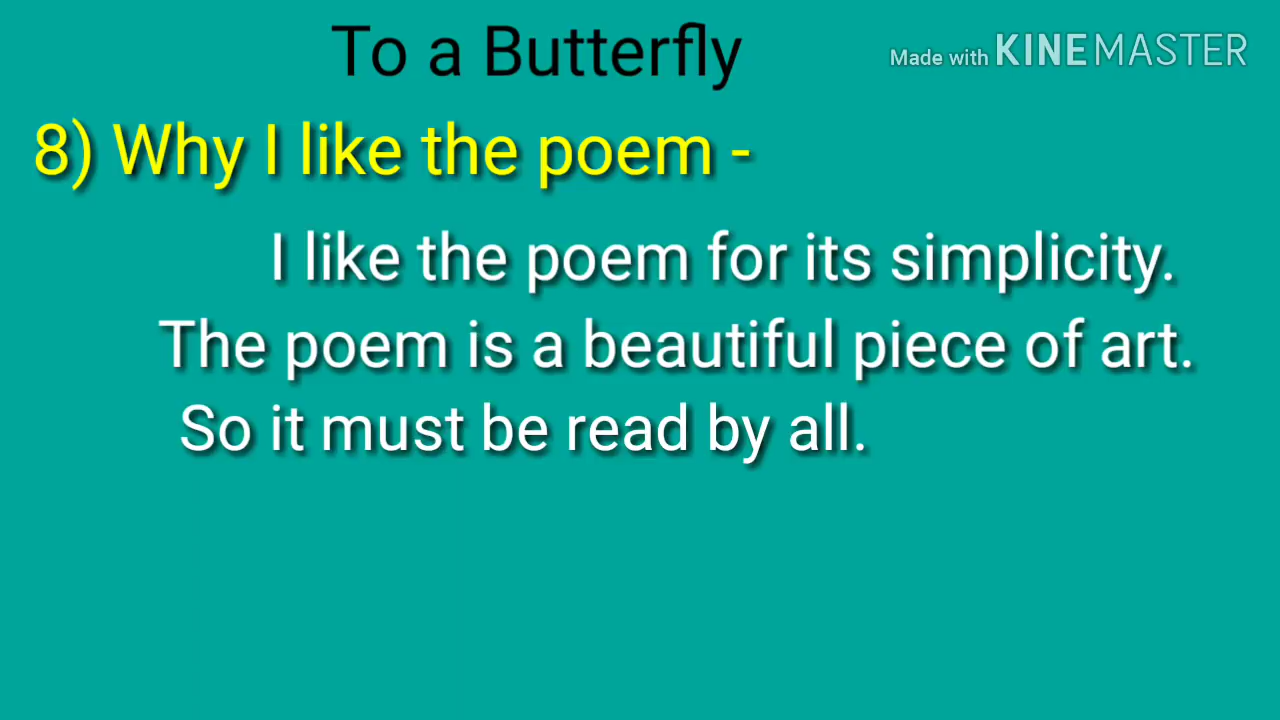 To a Butterfly
Made with KINEMASTER
8) Why I like the poem -
I like the poem for its simplicity.
The poem is a beautiful piece of art.
So it must be read by all.